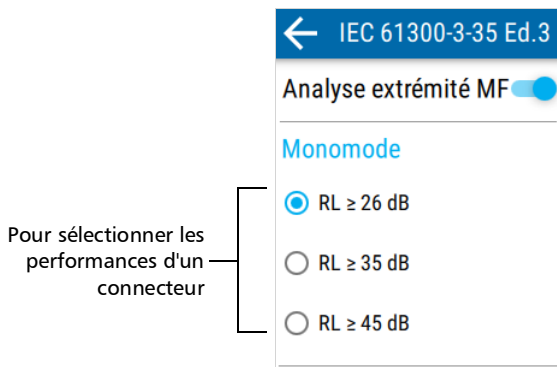 IEC 61300-3-35 Ed.3
Analyse extrémité MF
Monomode
RL ≥ 26 dB
RL ≥ 35 dB
RL ≥ 45 dB
Pour sélectionner les
performances d'un
connecteur